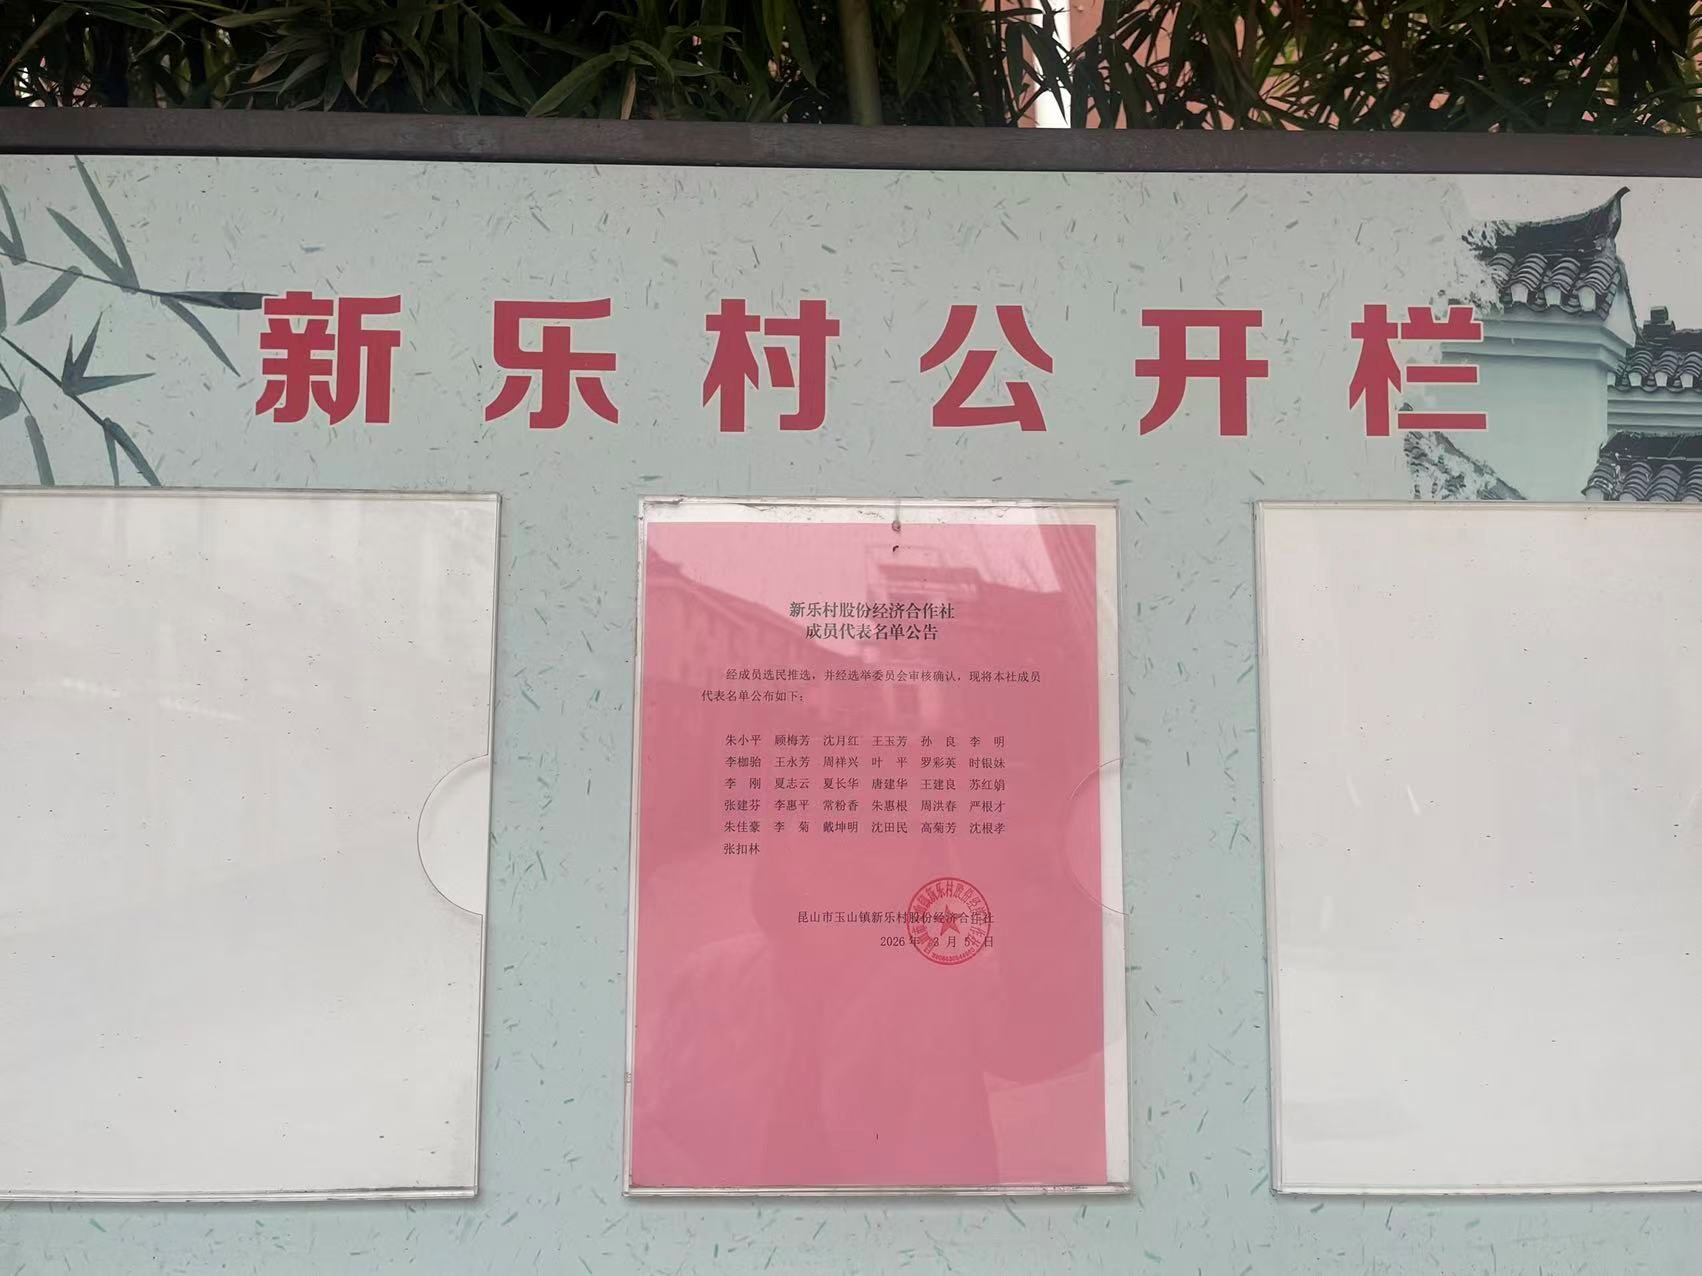 新乐村公开栏
新乐村股份经济合作社
成员代表名单公告
经成员选民推选，并经选举委员会审核确认，现将本社成员
代表名单公布如下：
朱小平 顾梅芳 沈月红 王玉芳 孙 良 李 明
李枷骀 王永芳 周祥兴 叶 平 罗彩英 时银妹
李 刚 夏志云 夏长华 唐建华 王建良 苏红娟
张建芬 李惠平 常粉香 朱惠根 周洪春 严根才
朱佳豪 李 菊 戴坤明 沈田民 高菊芳 沈根孝
张扣林
昆山市玉山镇新乐村股份经济合作社
2026 年 3 月 5 日